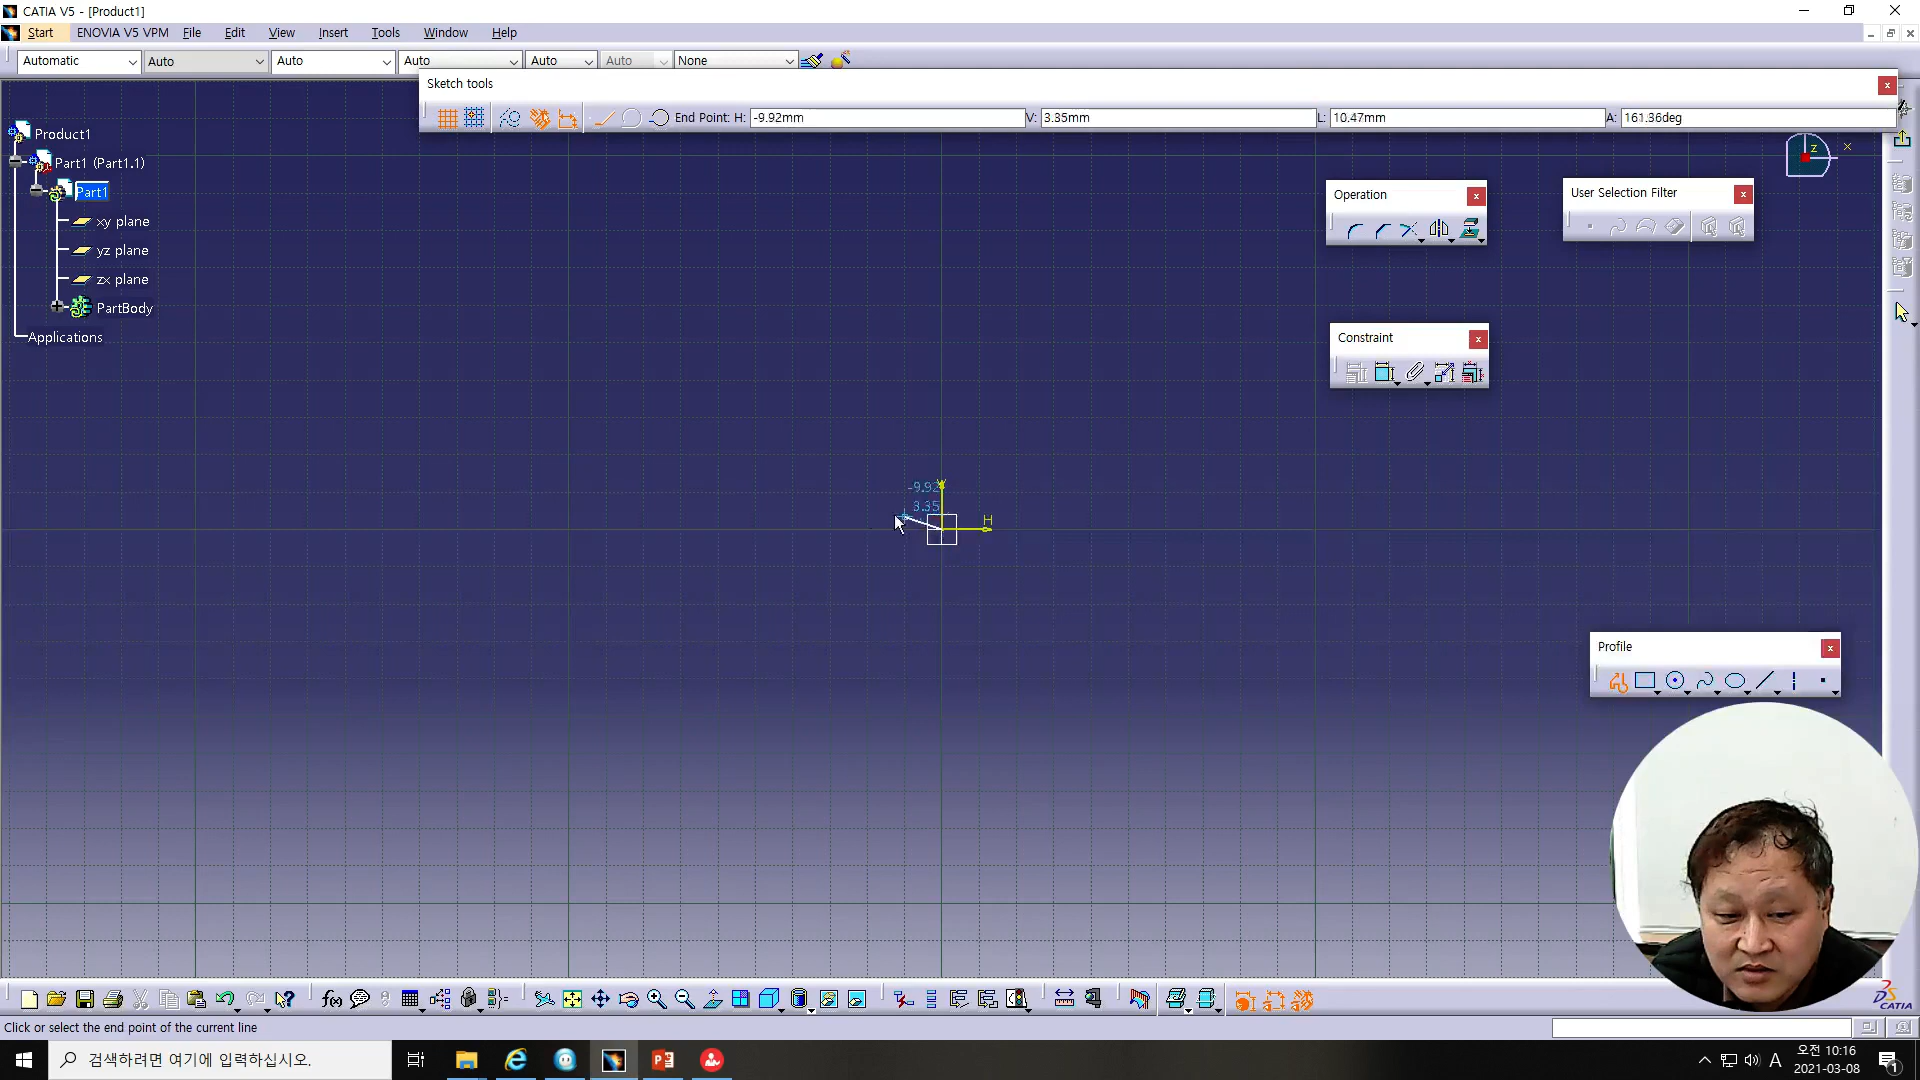 CATIA V5 - [Product1]
Start ENOVIA V5 VPM File Edit View Insert Tools Window Help
Automatic Auto Auto Auto Auto Auto None
Sketch tools
End Point: H: -9.92mm V: 3.35mm L: 10.47mm A: 161.36deg
Product1
Part1 (Part1.1)
Part1
xy plane
yz plane
zx plane
PartBody
Applications
z
Operation
User Selection Filter
Constraint
-9.92
3.35
V
H
Profile
f(x)
CATIA
Click or select the end point of the current line
검색하려면 여기에 입력하십시오.
A
오전 10:16
2021-03-08
1